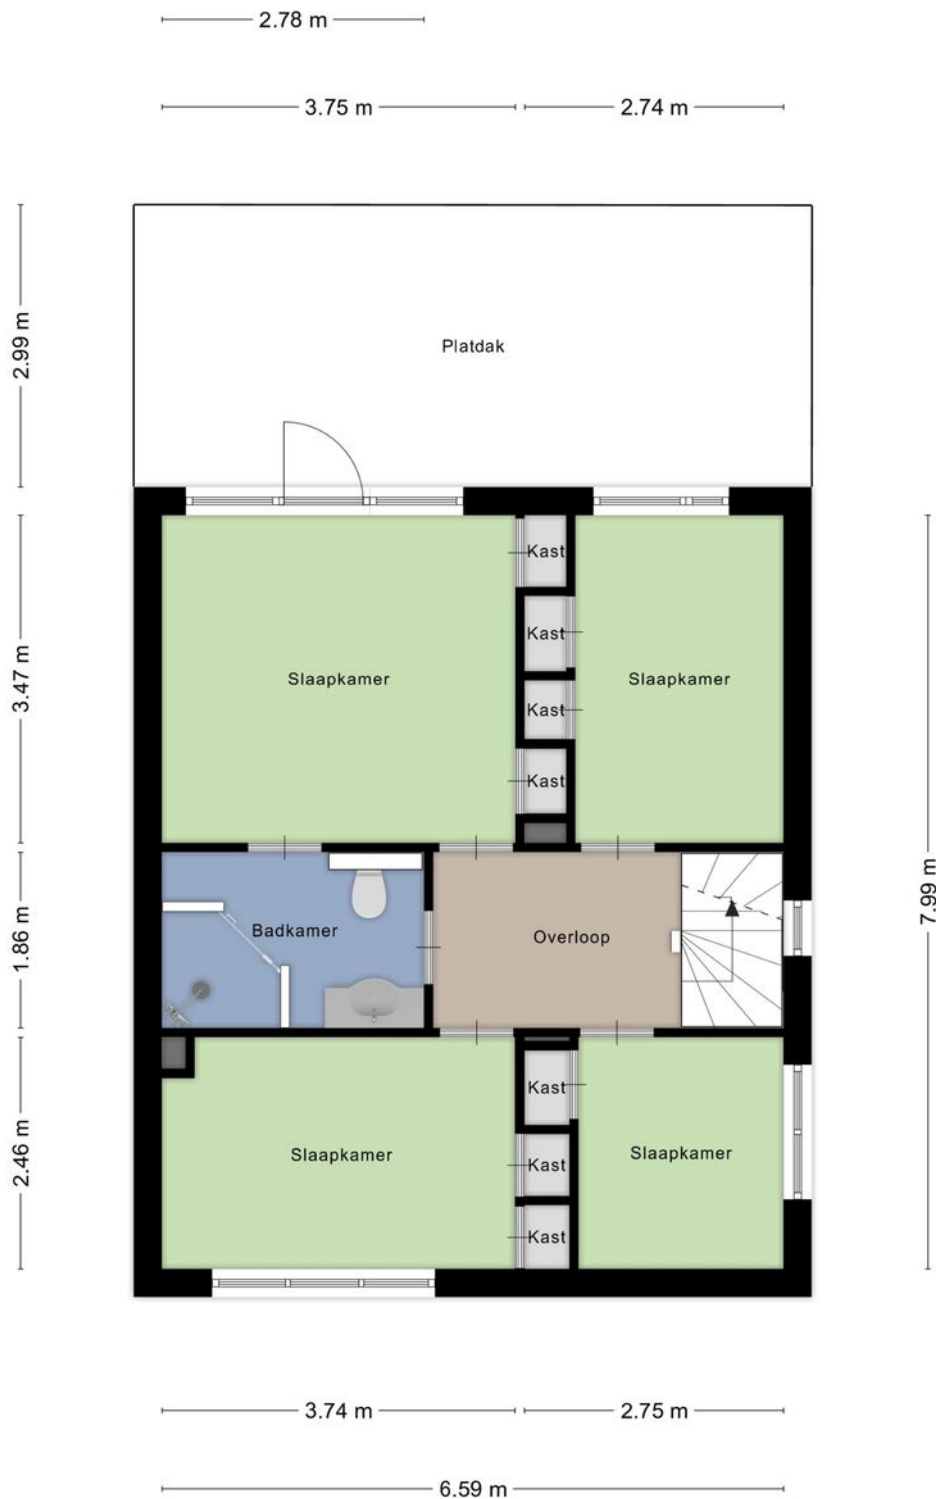 2.78 m
3.75 m
2.74 m
2.99 m
Platdak
Kast
Kast
3.47 m
Slaapkamer
Slaapkamer
Kast
Kast
1.86 m
Badkamer
Overloop
7.99 m
Kast
2.46 m
Slaapkamer
Kast
Slaapkamer
Kast
3.74 m
2.75 m
6.59 m